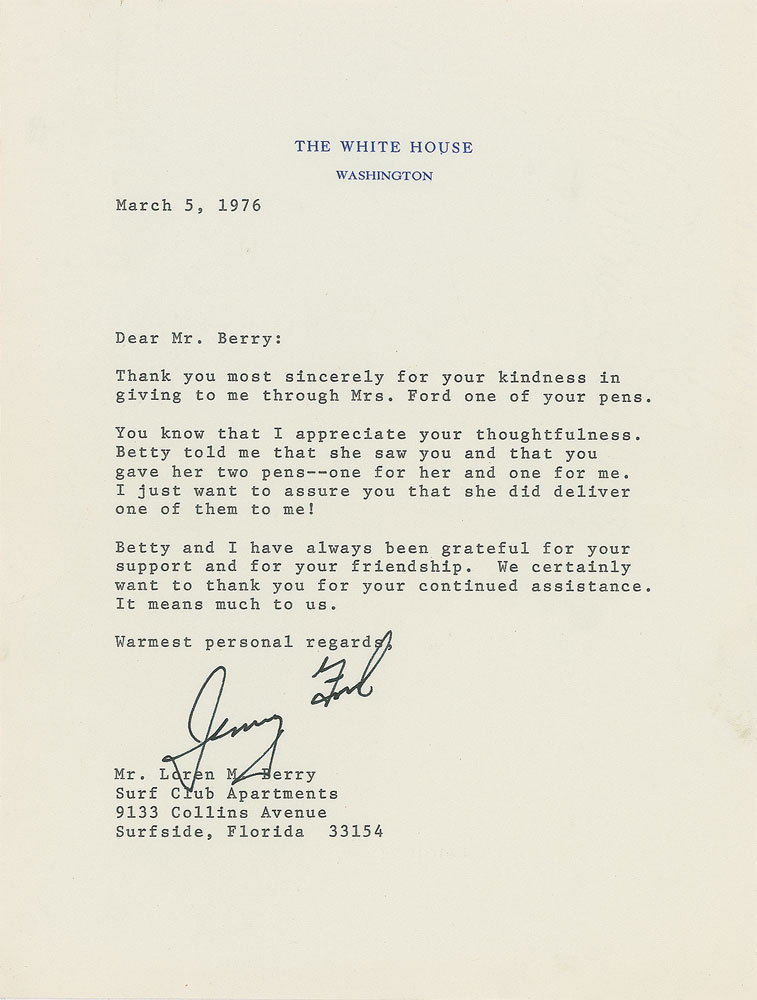 THE WHITE HOUSE
WASHINGTON
March 5, 1976
Dear Mr. Berry:
Thank you most sincerely for your kindness in
giving to me through Mrs. Ford one of your pens.
You know that I appreciate your thoughtfulness.
Betty told me that she saw you and that you
gave her two pens--one for her and one for me.
I just want to assure you that she did deliver
one of them to me!
Betty and I have always been grateful for your
support and for your friendship.  We certainly
want to thank you for your continued assistance.
It means much to us.
Warmest personal regards,
Jerry Ford
Mr. Loren M. Berry
Surf Club Apartments
9133 Collins Avenue
Surfside, Florida  33154